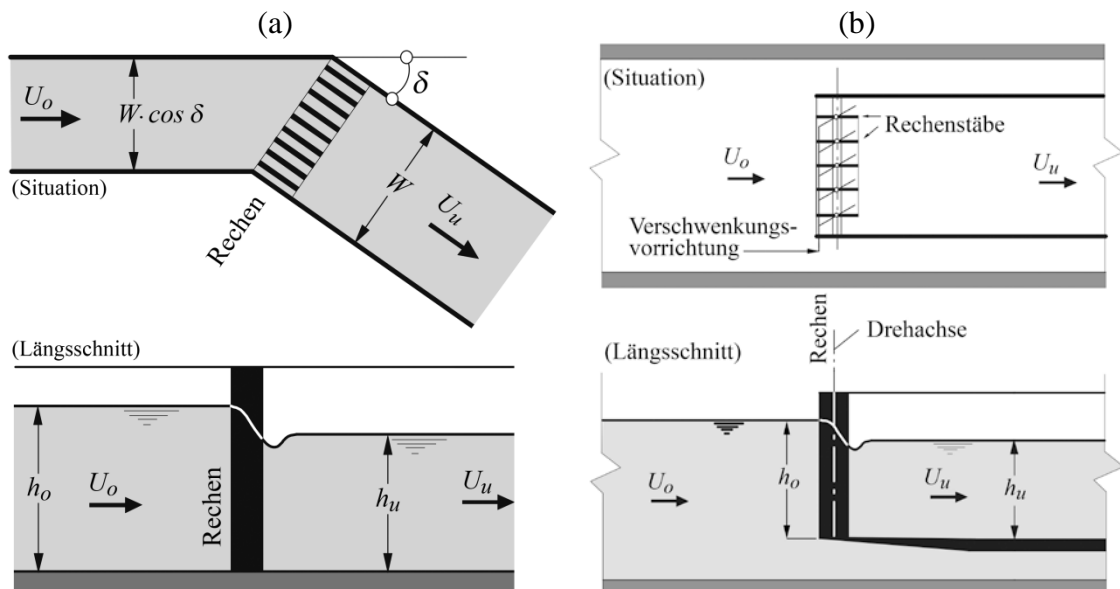 (a)
U_o
W·cos δ
δ
(Situation)
Rechen
W
U_u
(Längsschnitt)
h_o
U_o
Rechen
h_u
U_u
(b)
(Situation)
Rechenstäbe
U_o
U_u
Verschwenkungs-
vorrichtung
Rechen
Drehachse
(Längsschnitt)
U_o
h_o
U_u
h_u